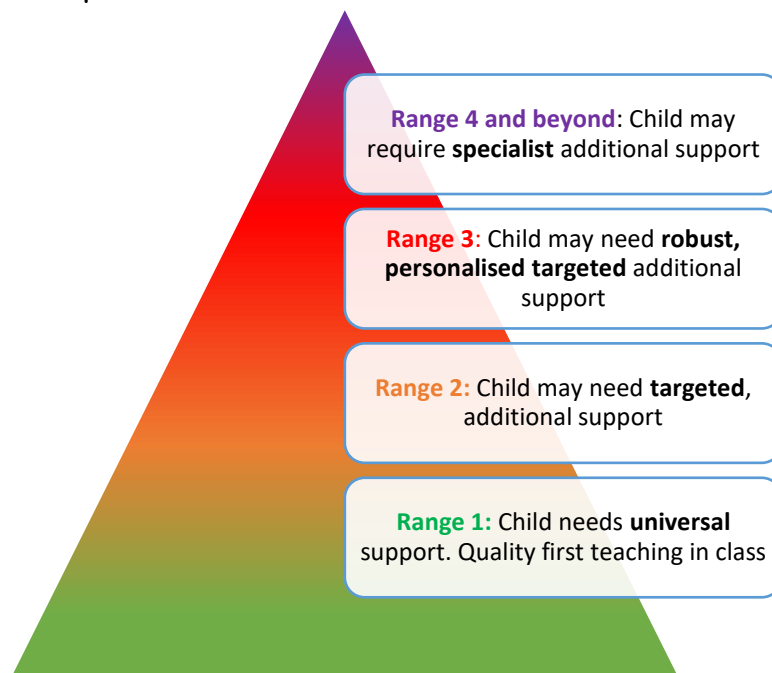 Range 4 and beyond: Child may
require specialist additional support
Range 3: Child may need robust,
personalised targeted additional
support
Range 2: Child may need targeted,
additional support
Range 1: Child needs universal
support. Quality first teaching in class